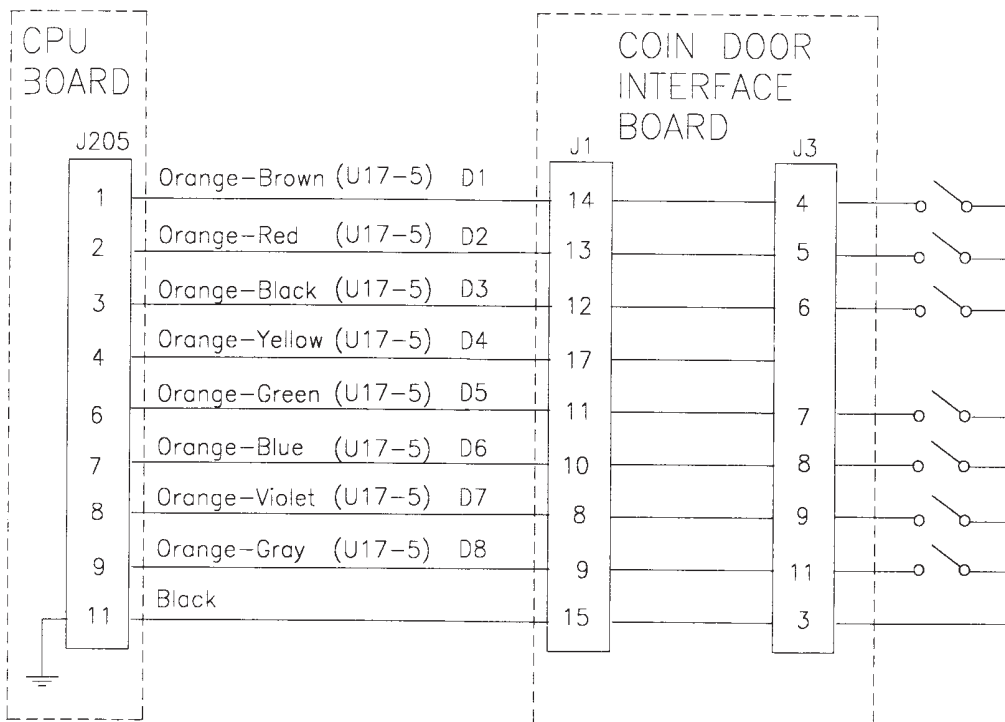 CPU
BOARD
COIN DOOR
INTERFACE
BOARD
J205
J1
J3
1 Orange-Brown (U17-5) D1 14 4
2 Orange-Red (U17-5) D2 13 5
3 Orange-Black (U17-5) D3 12 6
4 Orange-Yellow (U17-5) D4 17
6 Orange-Green (U17-5) D5 11 7
7 Orange-Blue (U17-5) D6 10 8
8 Orange-Violet (U17-5) D7 8 9
9 Orange-Gray (U17-5) D8 9 11
11 Black 15 3